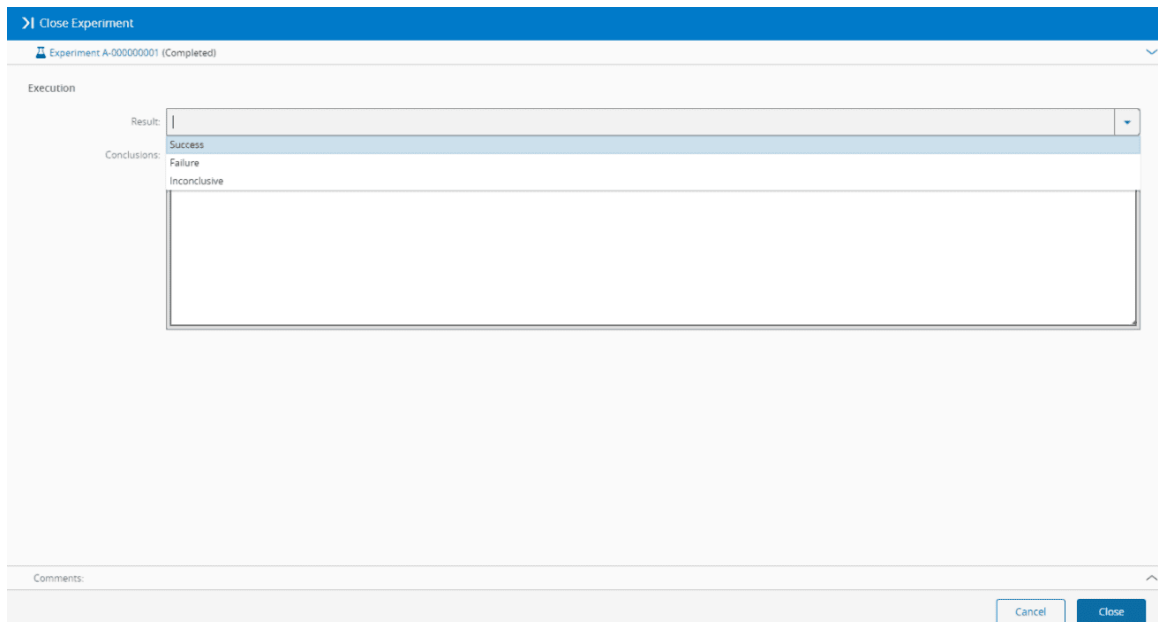 Close Experiment
Experiment A-000000001 (Completed)
Execution
Result:
Success
Conclusions:
Failure
Inconclusive
Comments:
Cancel Close